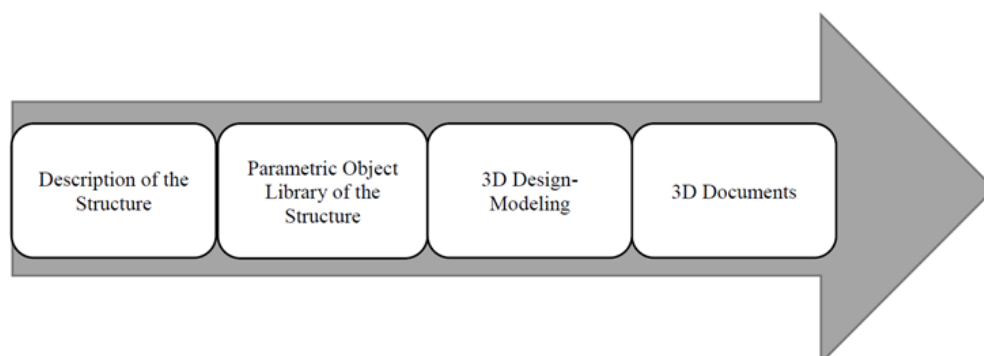 Description of the
Structure
Parametric Object
Library of the
Structure
3D Design-
Modeling
3D Documents